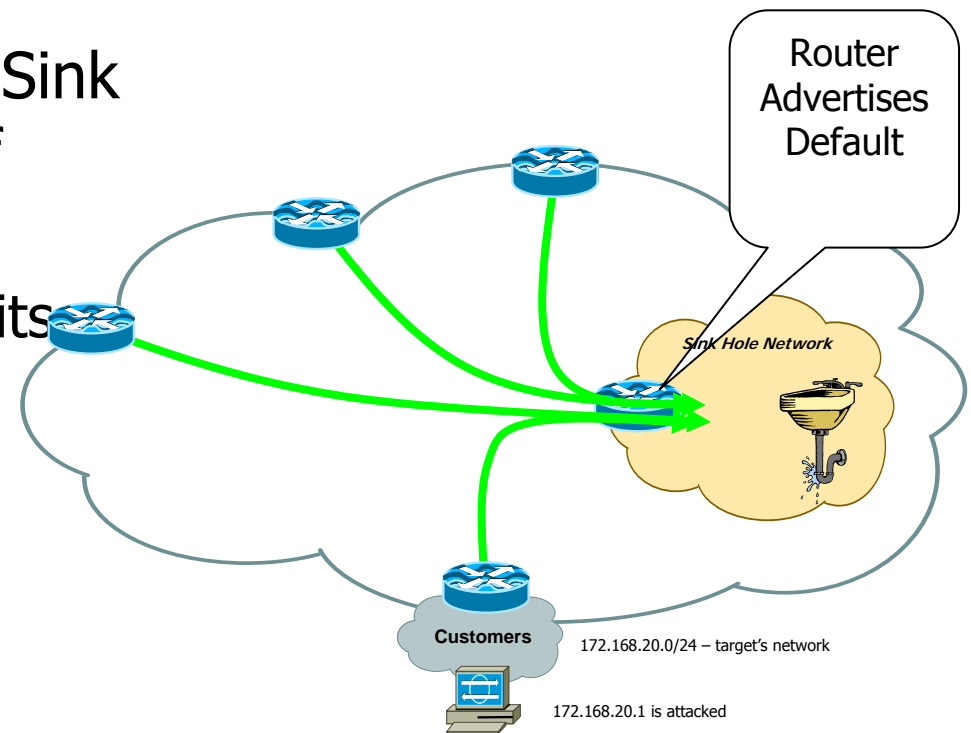 Sink
its
Router
Advertises
Default
Sink Hole Network
Customers
172.168.20.0/24 – target's network
172.168.20.1 is attacked